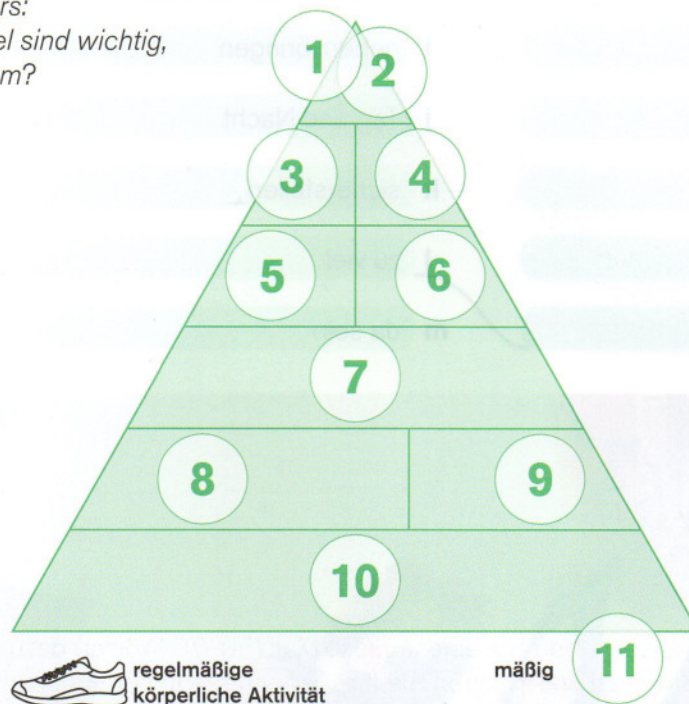 rs:
el sind wichtig,
m?
1 2
3 4
5 6
7
8 9
10
regelmäßige
körperliche Aktivität
mäßig 11